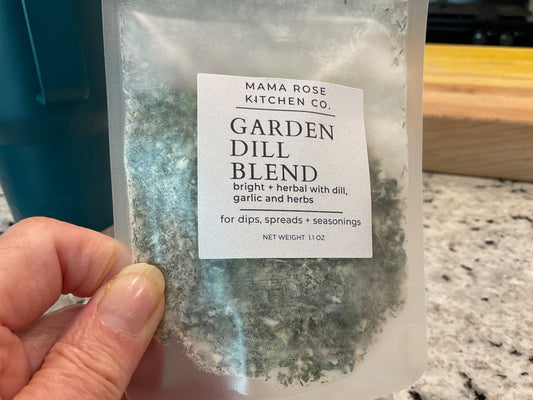 MAMA ROSE
KITCHEN CO.
GARDEN
DILL
BLEND
bright + herbal with dill,
garlic and herbs
for dips, spreads + seasonings
NET WEIGHT 1.1 OZ